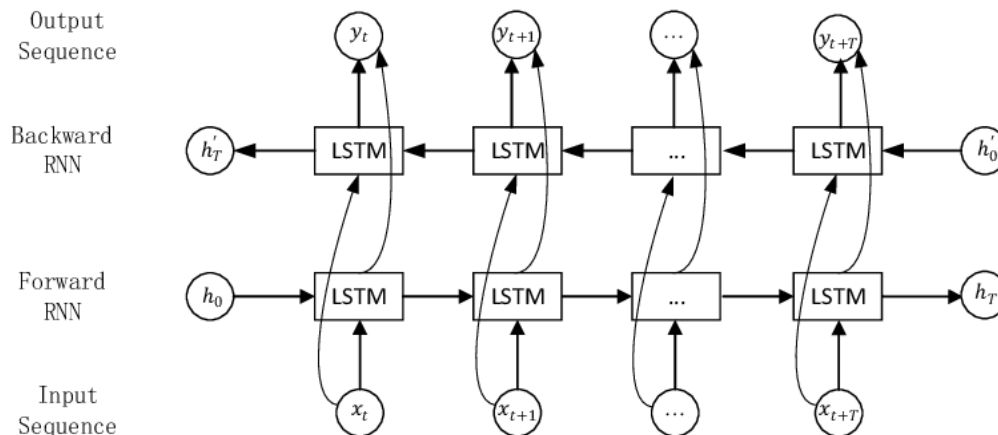 Output
Sequence
y_t y_{t+1} ... y_{t+T}
Backward
RNN
h'_T LSTM LSTM ... LSTM h'_0
Forward
RNN
h_0 LSTM LSTM ... LSTM h_T
Input
Sequence
x_t x_{t+1} ... x_{t+T}